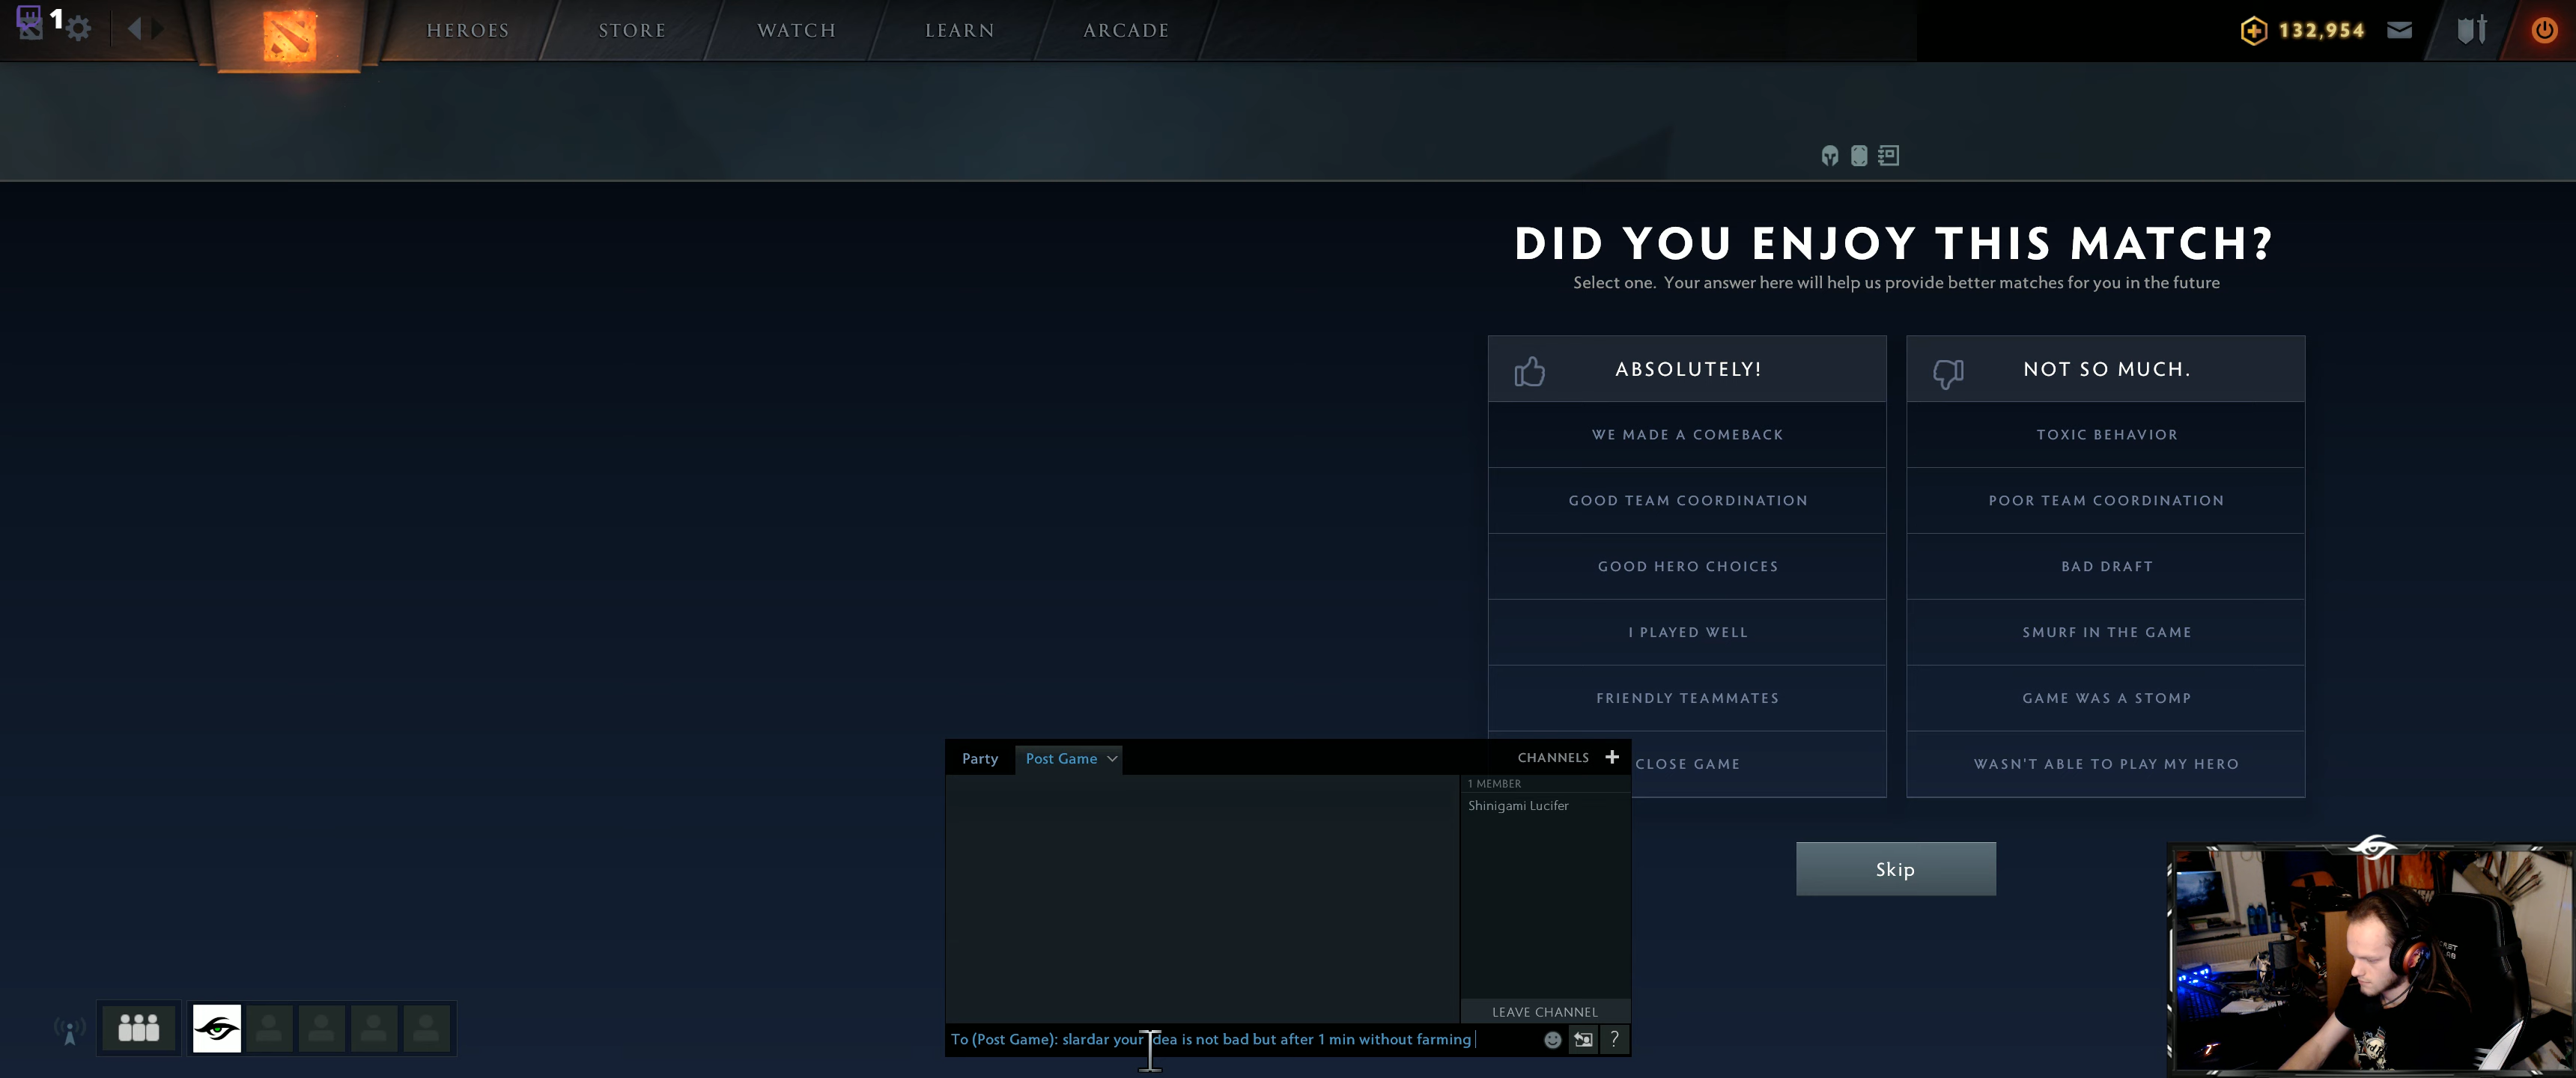 1
HEROES
STORE
WATCH
LEARN
ARCADE
132,954
DID YOU ENJOY THIS MATCH?
Select one. Your answer here will help us provide better matches for you in the future
ABSOLUTELY!
WE MADE A COMEBACK
GOOD TEAM COORDINATION
GOOD HERO CHOICES
I PLAYED WELL
FRIENDLY TEAMMATES
CLOSE GAME
NOT SO MUCH.
TOXIC BEHAVIOR
POOR TEAM COORDINATION
BAD DRAFT
SMURF IN THE GAME
GAME WAS A STOMP
WASN'T ABLE TO PLAY MY HERO
Skip
Party
Post Game
CHANNELS
1 MEMBER
Shinigami Lucifer
LEAVE CHANNEL
To (Post Game): slardar your idea is not bad but after 1 min without farming
?